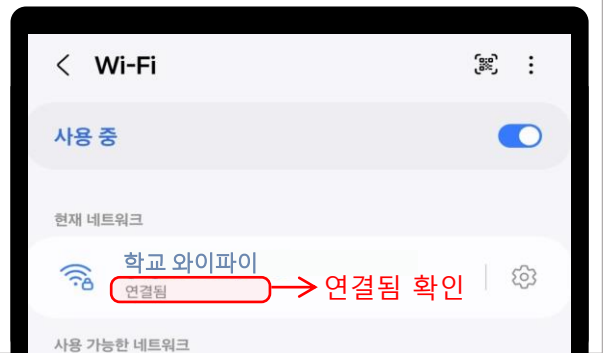 Wi-Fi
사용 중
현재 네트워크
학교 와이파이
연결됨
연결됨 확인
사용 가능한 네트워크